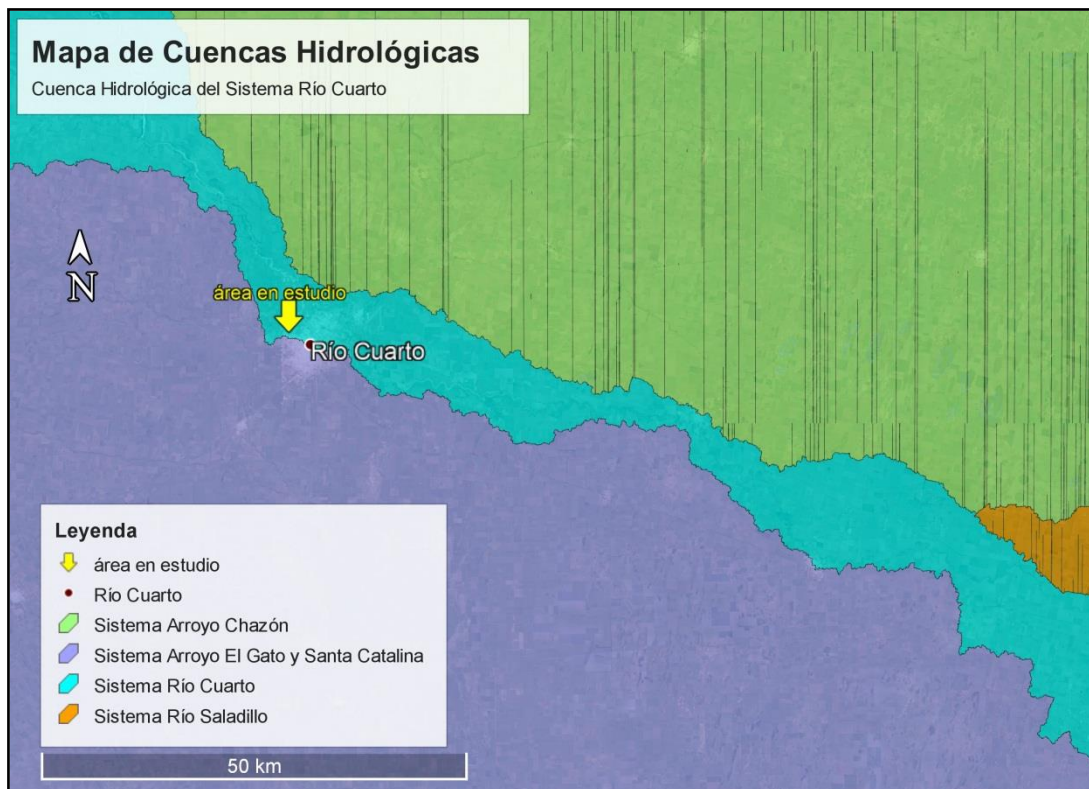 Mapa de Cuencas Hidrológicas
Cuenca Hidrológica del Sistema Río Cuarto
N
área en estudio
Río Cuarto
Leyenda
área en estudio
Río Cuarto
Sistema Arroyo Chazón
Sistema Arroyo El Gato y Santa Catalina
Sistema Río Cuarto
Sistema Río Saladillo
50 km